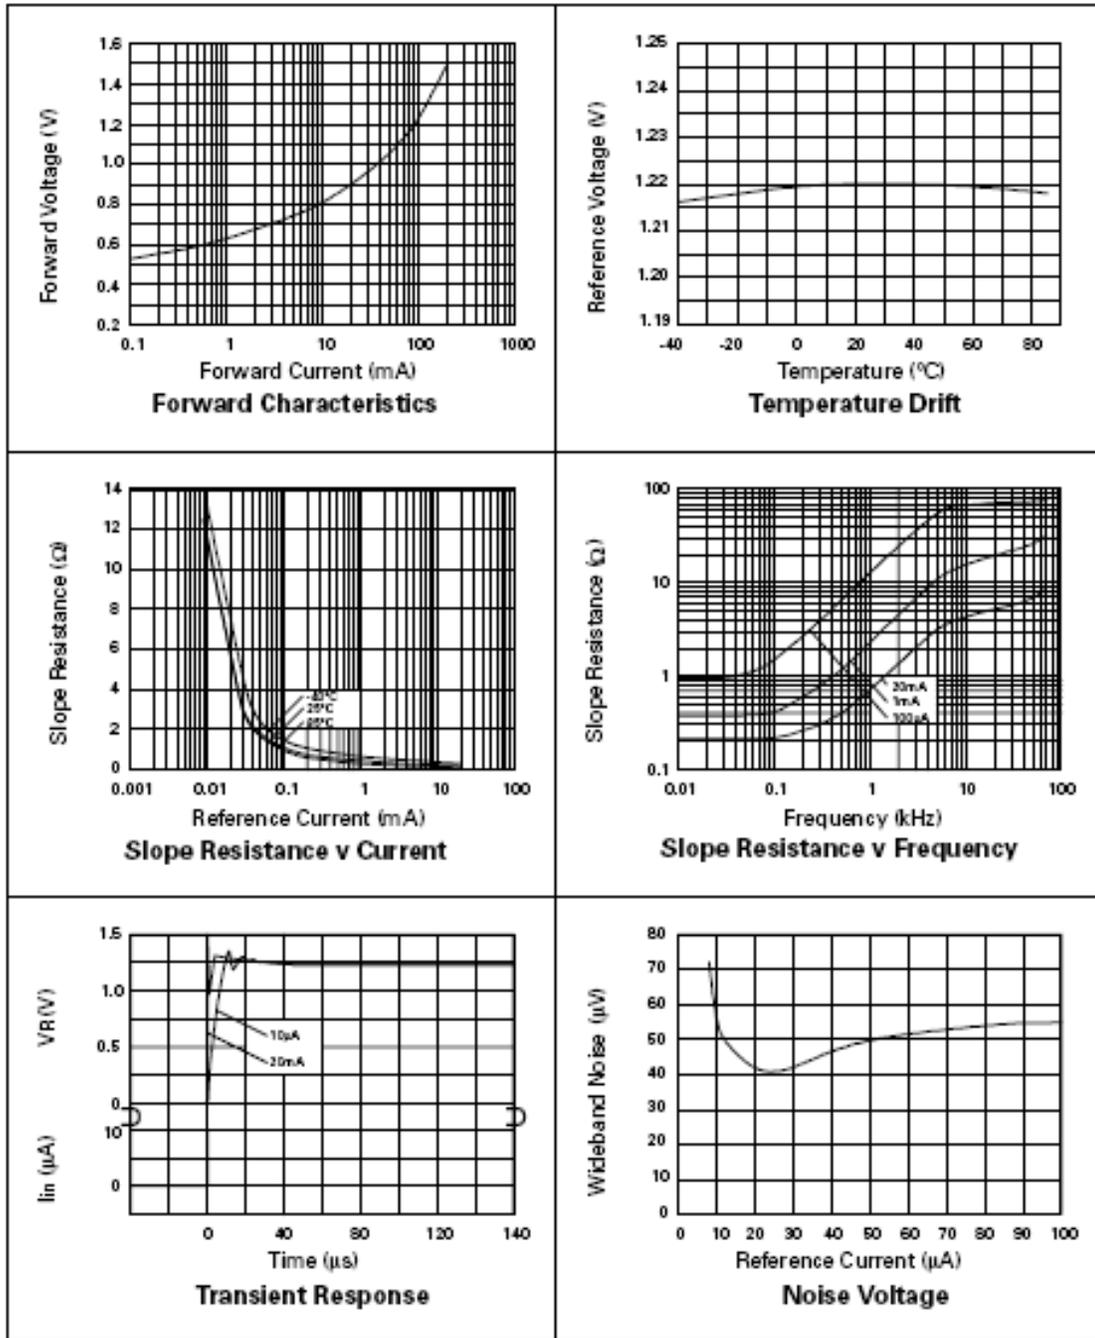 Forward Voltage (V)
1.6
1.4
1.2
1.0
0.8
0.6
0.4
0.2
0.1 1 10 100 1000
Forward Current (mA)
Forward Characteristics
Reference Voltage (V)
1.25
1.24
1.23
1.22
1.21
1.20
1.19
-40 -20 0 20 40 60 80
Temperature (ºC)
Temperature Drift
Slope Resistance (Ω)
14
12
10
8
6
4
2
0
-40°C
25°C
85°C
0.001 0.01 0.1 1 10 100
Reference Current (mA)
Slope Resistance v Current
Slope Resistance (Ω)
100
10
1
0.1
20mA
1mA
100µA
0.01 0.1 1 10 100
Frequency (kHz)
Slope Resistance v Frequency
VR(V)
1.5
1.0
0.5
0
10µA
20mA
Iin (µA)
10
0
0 40 80 120 140
Time (µs)
Transient Response
Wideband Noise (µV)
80
70
60
50
40
30
20
10
0
0 10 20 30 40 50 60 70 80 90 100
Reference Current (µA)
Noise Voltage